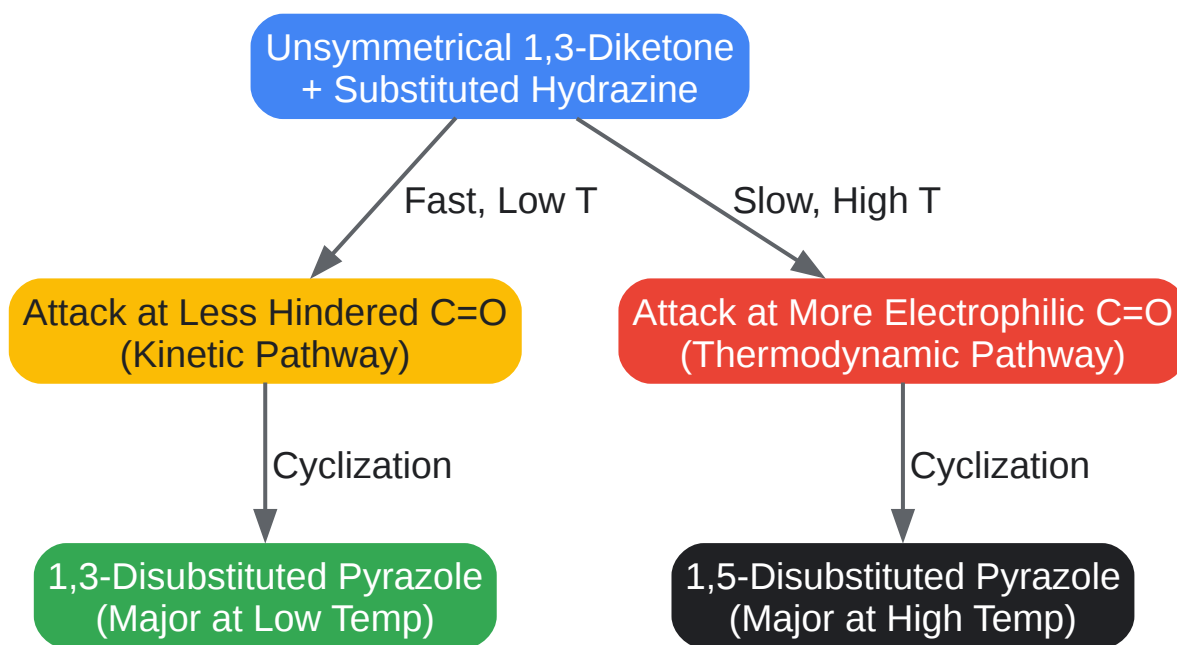 Unsymmetrical 1,3-Diketone
+ Substituted Hydrazine
Fast, Low T
Slow, High T
Attack at Less Hindered C=O
(Kinetic Pathway)
Attack at More Electrophilic C=O
(Thermodynamic Pathway)
Cyclization
Cyclization
1,3-Disubstituted Pyrazole
(Major at Low Temp)
1,5-Disubstituted Pyrazole
(Major at High Temp)